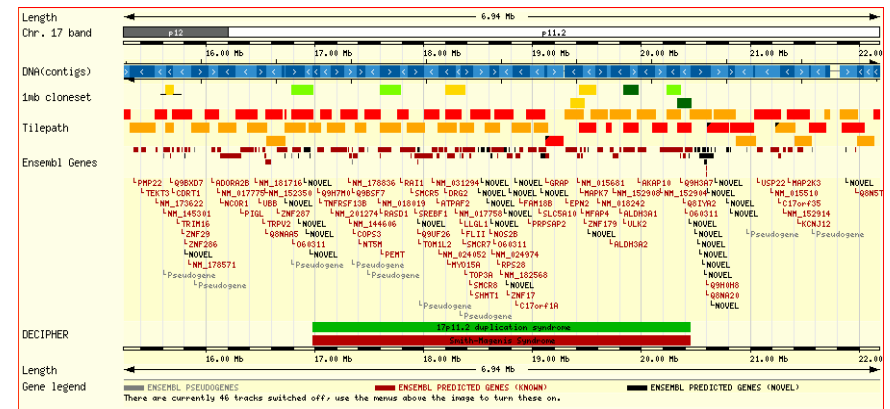 Length
6.94 Mb
Chr. 17 band
p12
p11.2
16.00 Mb
17.00 Mb
18.00 Mb
19.00 Mb
20.00 Mb
21.00 Mb
22.00
DNA(contigs)
1mb cloneset
Tilepath
Ensembl Genes
PMP22 Q9BXD7 ADORA2B NM_181716 NOVEL NM_178836 RAI1 NM_031294 NOVEL NOVEL GRAP NM_015681 AKAP10 Q9H3A7 NOVEL USP22 MAP2K3 NOVEL
TEKT3 CDRT1 NM_017775 NM_152350 Q9H7M0 Q9BSF7 SMCR5 DRG2 NOVEL NOVEL NOVEL MAPK7 NM_152908 NM_152904 NOVEL NM_015510 Q8N5T
NM_173622 NCOR1 UBB NOVEL TNFRSF13B NM_018019 ATPAF2 NOVEL FAM18B EPN2 NM_018242 Q8IYA2 C17orf35
NM_145301 PIGL ZNF287 NM_201274 RASD1 SREBF1 NM_017758 NOVEL SLC5A10 MFAP4 ALDH3A1 O60311 NM_152914
TRIM16 TRPV2 NOVEL NM_144606 LLGL1 NOVEL PRPSAP2 ZNF179 ULK2 NOVEL KCNJ12
ZNF29 Q8NAA5 NOVEL COPS3 Q9UF26 FLII NOS2B NOVEL NOVEL Pseudogene Pseudogene
ZNF286 O60311 NT5M TOM1L2 SMCR7 O60311 ALDH3A2 NOVEL
NOVEL NOVEL PEMT NM_024052 NM_024974 NOVEL
NM_178571 Pseudogene Pseudogene MYO15A RPS28 NOVEL
Pseudogene Pseudogene TOP3A NM_182568 NOVEL
Pseudogene SMCR8 NOVEL Q9H0H8
SHMT1 ZNF17 Q8NA20
Pseudogene C17orf1A NOVEL
Pseudogene
17p11.2 duplication syndrome
DECIPHER
Smith-Magenis Syndrome
16.00 Mb
17.00 Mb
18.00 Mb
19.00 Mb
20.00 Mb
21.00 Mb
22.00
Length
6.94 Mb
Gene legend
ENSEMBL PSEUDOGENES
ENSEMBL PREDICTED GENES (KNOWN)
ENSEMBL PREDICTED GENES (NOVEL)
There are currently 46 tracks switched off, use the menus above the image to turn these on.